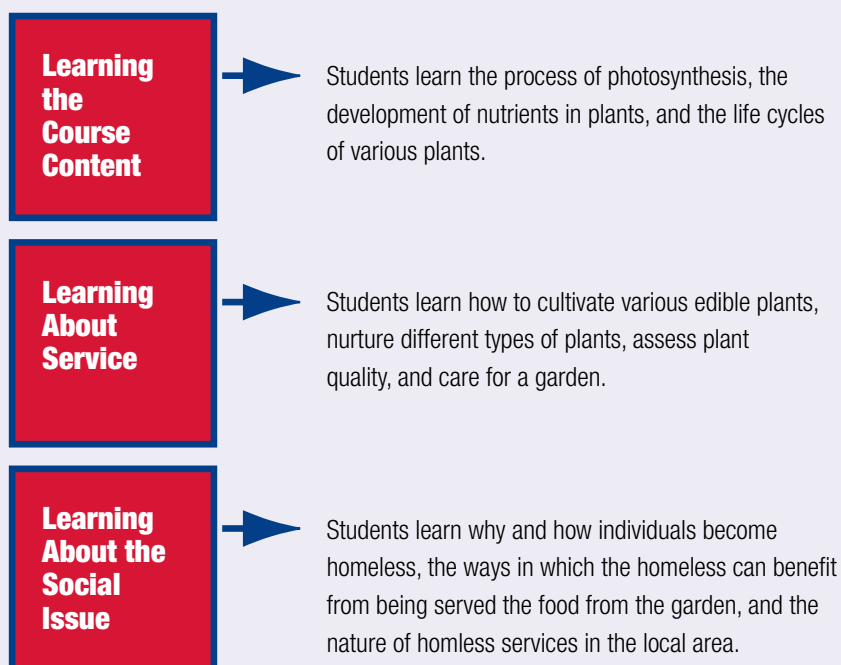 Learning
the
Course
Content
Students learn the process of photosynthesis, the
development of nutrients in plants, and the life cycles
of various plants.
Learning
About
Service
Students learn how to cultivate various edible plants,
nurture different types of plants, assess plant
quality, and care for a garden.
Learning
About the
Social
Issue
Students learn why and how individuals become
homeless, the ways in which the homeless can benefit
from being served the food from the garden, and the
nature of homless services in the local area.